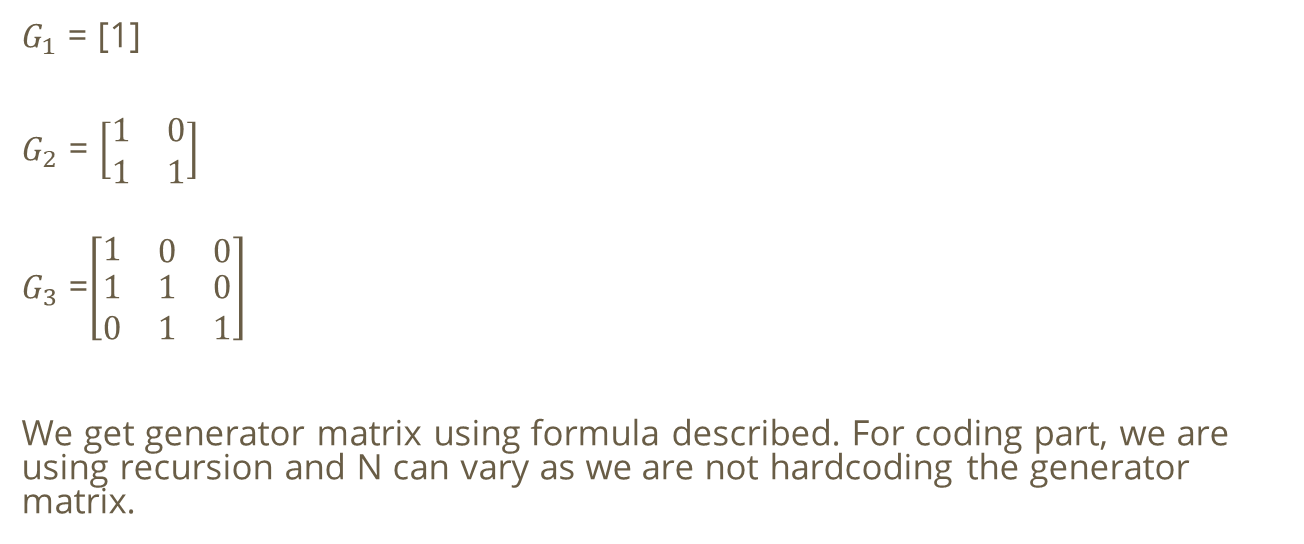 G₁ = [1]
G₂ = [1 0
1 1]
G₃ = [1 0 0
1 1 0
0 1 1]
We get generator matrix using formula described. For coding part, we are
using recursion and N can vary as we are not hardcoding the generator
matrix.